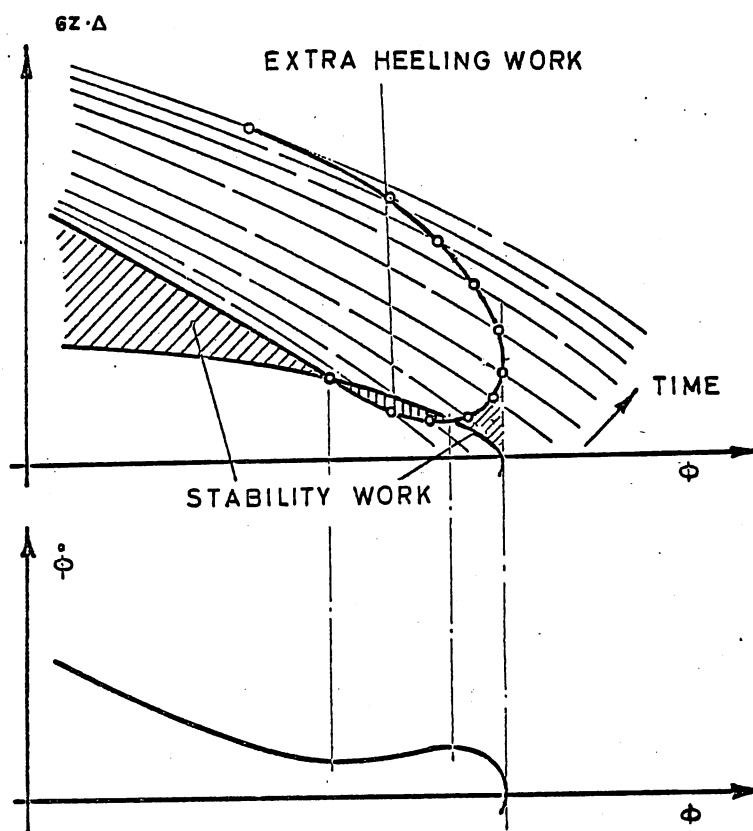 GZ·Δ
EXTRA HEELING WORK
TIME
Φ
STABILITY WORK
Φ̇
Φ